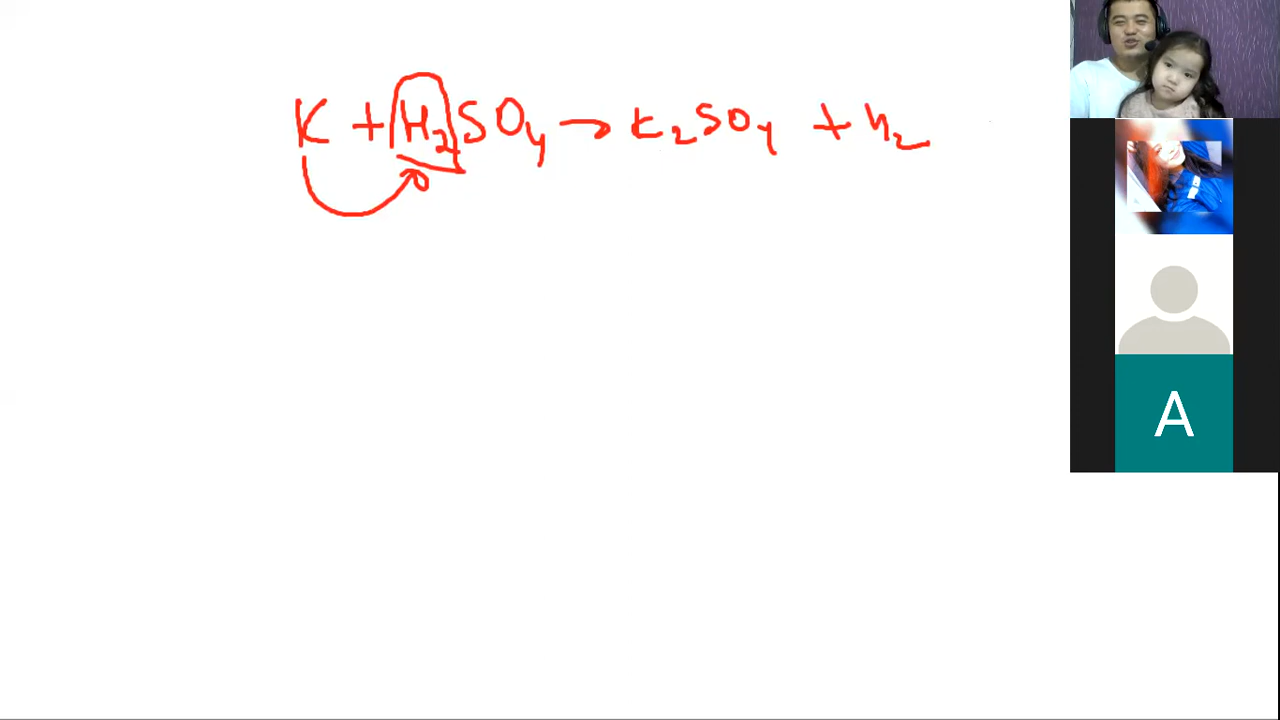 K + H₂SO₄ → K₂SO₄ + h₂
A